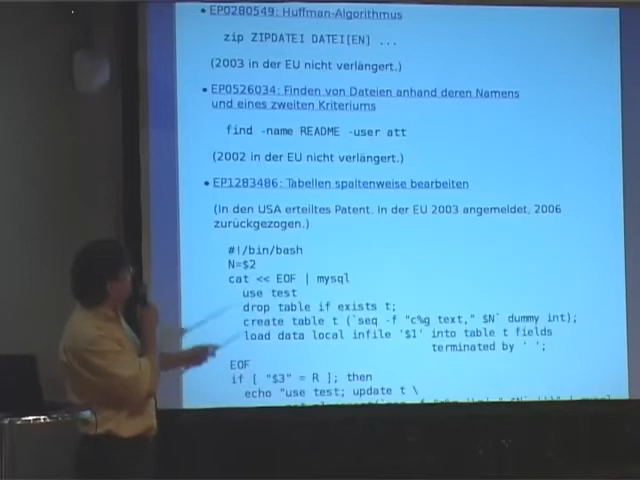 • EP0280549: Huffman-Algorithmus
zip ZIPDATEI DATEI[EN] ...
(2003 in der EU nicht verlängert.)
• EP0526034: Finden von Dateien anhand deren Namens
und eines zweiten Kriteriums
find -name README -user att
(2002 in der EU nicht verlängert.)
• EP1283486: Tabellen spaltenweise bearbeiten
(In den USA erteiltes Patent. In der EU 2003 angemeldet, 2006
zurückgezogen.)
#!/bin/bash
N=$2
cat << EOF | mysql
use test
drop table if exists t;
create table t (`seq -f "c%g text," $N` dummy int);
load data local infile '$1' into table t fields
terminated by ' ';
EOF
if [ "$3" = R ]; then
echo "use test; update t \